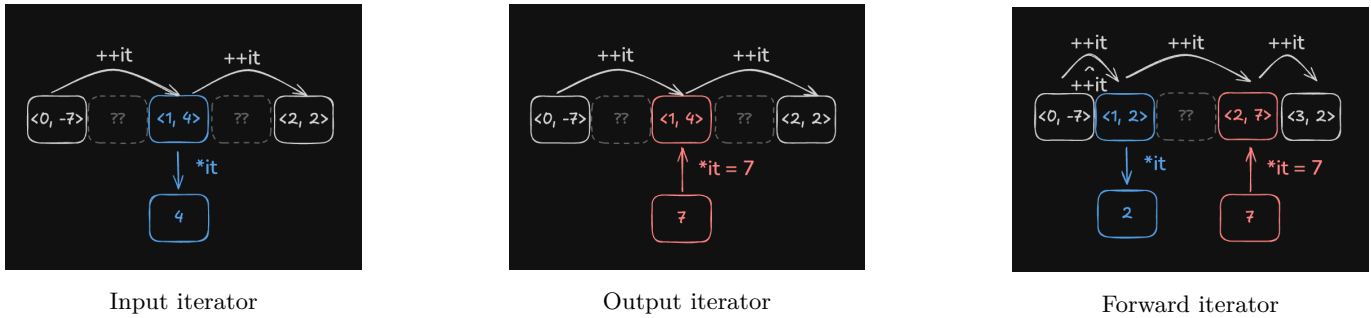 ++it ++it
<0, -7> ?? <1, 4> ?? <2, 2>
*it
4
Input iterator
++it ++it
<0, -7> ?? <1, 4> ?? <2, 2>
*it = 7
7
Output iterator
++it ++it ++it
^
++it
<0, -7> <1, 2> ?? <2, 7> <3, 2>
*it *it = 7
2 7
Forward iterator